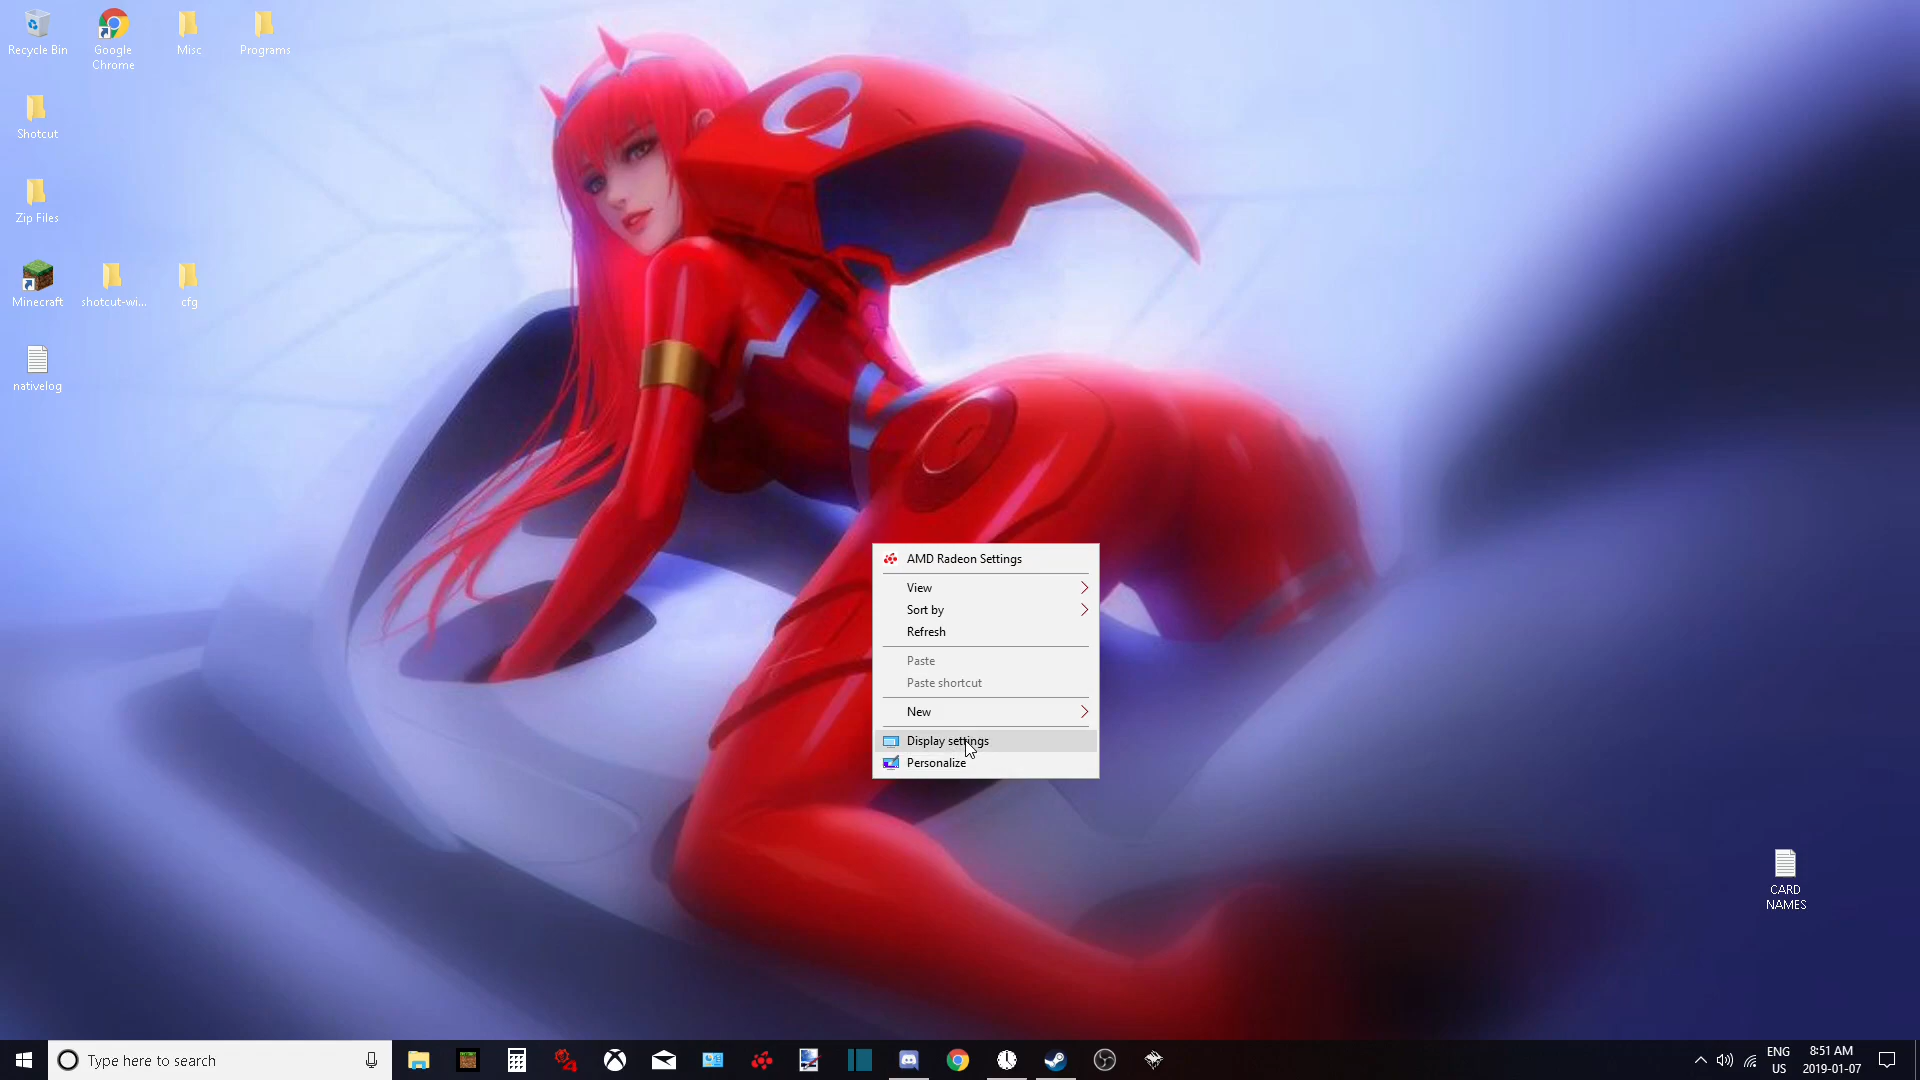 Recycle Bin
Google
Chrome
Misc
Programs
Shotcut
Zip Files
Minecraft
shotcut-wi...
cfg
nativelog
AMD Radeon Settings
View
Sort by
Refresh
Paste
Paste shortcut
New
Display settings
Personalize
CARD
NAMES
Type here to search
ENG
US
8:51 AM
2019-01-07